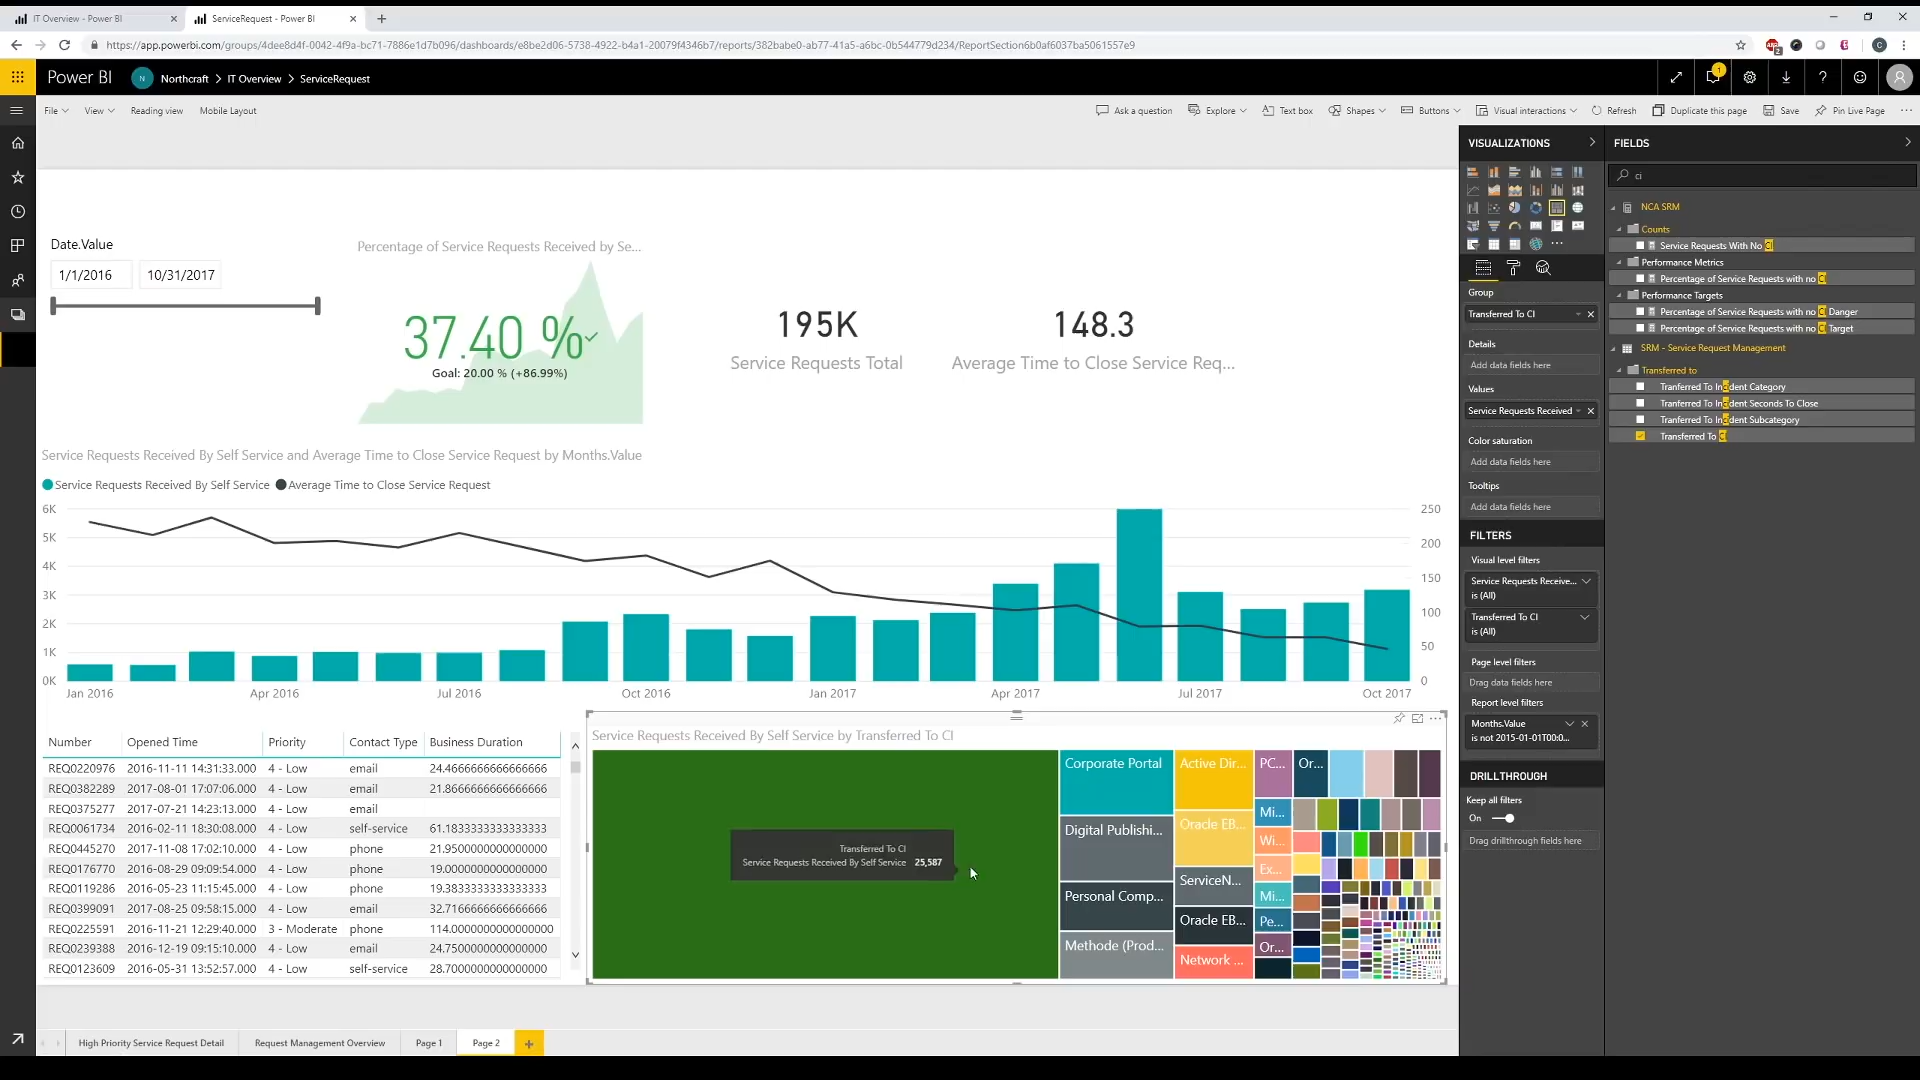 IT Overview - Power BI
ServiceRequest - Power BI
https://app.powerbi.com/groups/4dee8d4f-0042-4f9a-bc71-7886e1d7b096/dashboards/e8be2d06-5738-4922-b4a1-20079f4346b7/reports/382babe0-ab77-41a5-a6bc-0b544779d234/ReportSection6b0af6037ba5061557e9
Power BI N Northcraft > IT Overview > ServiceRequest
File View Reading view Mobile Layout Ask a question Explore Text box Shapes Buttons Visual interactions Refresh Duplicate this page Save Pin Live Page
Date.Value
1/1/2016 10/31/2017
Percentage of Service Requests Received by Se...
37.40 %
Goal: 20.00 % (+86.99%)
195K
Service Requests Total
148.3
Average Time to Close Service Req...
Service Requests Received By Self Service and Average Time to Close Service Request by Months.Value
Service Requests Received By Self Service Average Time to Close Service Request
6K
5K
4K
3K
2K
1K
0K
250
200
150
100
50
0
Jan 2016 Apr 2016 Jul 2016 Oct 2016 Jan 2017 Apr 2017 Jul 2017 Oct 2017
Number Opened Time Priority Contact Type Business Duration
REQ0220976 2016-11-11 14:31:33.000 4 - Low email 24.4666666666666666
REQ0382289 2017-08-01 17:07:06.000 4 - Low email 21.8666666666666666
REQ0375277 2017-07-21 14:23:13.000 4 - Low email
REQ0061734 2016-02-11 18:30:08.000 4 - Low self-service 61.1833333333333333
REQ0445270 2017-11-08 17:02:10.000 4 - Low phone 21.9500000000000000
REQ0176770 2016-08-29 09:09:54.000 4 - Low phone 19.0000000000000000
REQ0119286 2016-05-23 11:15:45.000 4 - Low phone 19.3833333333333333
REQ0399091 2017-08-25 09:58:15.000 4 - Low email 32.7166666666666666
REQ0225591 2016-11-21 12:29:40.000 3 - Moderate phone 114.0000000000000000
REQ0239388 2016-12-19 09:15:10.000 4 - Low email 24.7500000000000000
REQ0123609 2016-05-31 13:52:57.000 4 - Low self-service 28.7000000000000000
Service Requests Received By Self Service by Transferred To CI
Transferred To CI
Service Requests Received By Self Service 25,587
Corporate Portal
Digital Publishi...
Personal Comp...
Methode (Prod...
Active Dir...
Oracle EB...
ServiceN...
Oracle EB...
Network ...
PC...
Mi...
Wi...
Ex...
Mi...
Pe...
Or...
Or...
High Priority Service Request Detail Request Management Overview Page 1 Page 2 +
VISUALIZATIONS
Group
Transferred To CI
Details
Add data fields here
Values
Service Requests Received
Color saturation
Add data fields here
Tooltips
Add data fields here
FILTERS
Visual level filters
Service Requests Receive...
is (All)
Transferred To CI
is (All)
Page level filters
Drag data fields here
Report level filters
Months.Value
is not 2015-01-01T00:0...
DRILLTHROUGH
Keep all filters
On
Drag drillthrough fields here
FIELDS
ci
NCA SRM
Counts
Service Requests With No CI
Performance Metrics
Percentage of Service Requests with no CI
Performance Targets
Percentage of Service Requests with no CI Danger
Percentage of Service Requests with no CI Target
SRM - Service Request Management
Transferred to
Tranferred To Incident Category
Tranferred To Incident Seconds To Close
Tranferred To Incident Subcategory
Transferred To CI